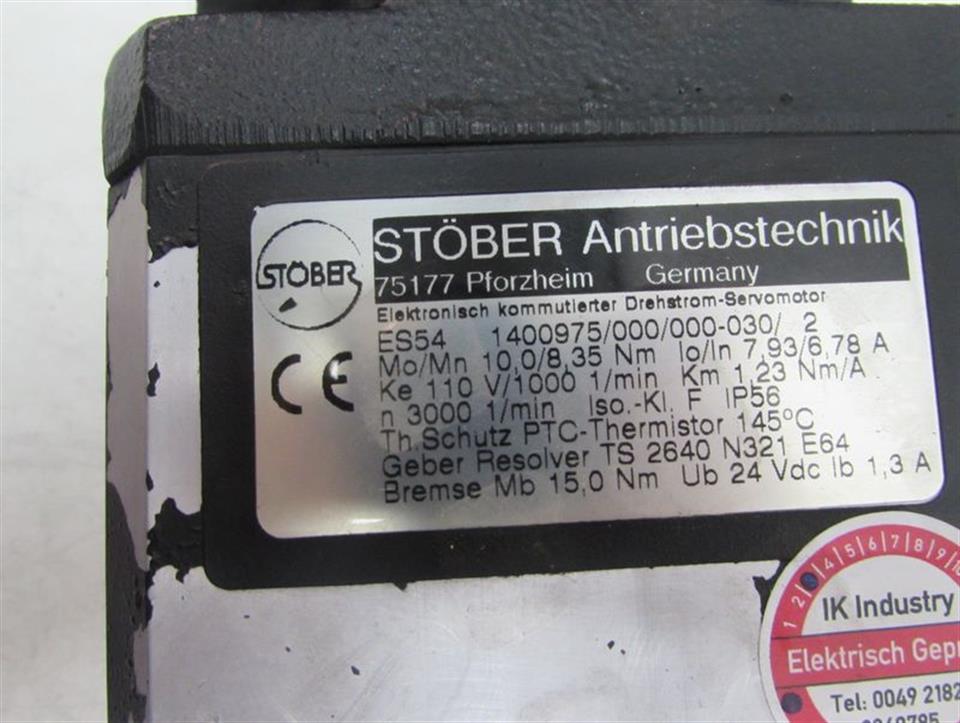 STÖBER
STÖBER Antriebstechnik
75177 Pforzheim Germany
Elektronisch kommutierter Drehstrom-Servomotor
ES54 1400975/000/000-030/ 2
Mo/Mn 10,0/8,35 Nm Io/In 7,93/6,78 A
Ke 110 V/1000 1/min Km 1,23 Nm/A
n 3000 1/min Iso.-Kl. F IP56
Th.Schutz PTC-Thermistor 145°C
Geber Resolver TS 2640 N321 E64
Bremse Mb 15,0 Nm Ub 24 Vdc Ib 1,3 A
CE
1 2 4|5|6|7|8|9|10
IK Industry
Elektrisch Gepr
Tel: 0049 2182